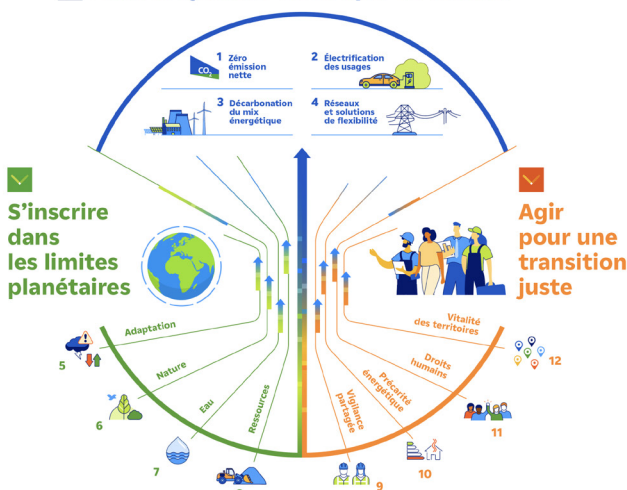 1 Zéro
émission
nette
CO₂
2 Électrification
des usages
3 Décarbonation
du mix
énergétique
4 Réseaux
et solutions
de flexibilité
S’inscrire
dans
les limites
planétaires
Agir
pour une
transition
juste
Adaptation
5
Nature
6
Eau
7
Ressources
Vigilance
partagée
9
Précarité
énergétique
10
Droits
humains
11
Vitalité
des territoires
12